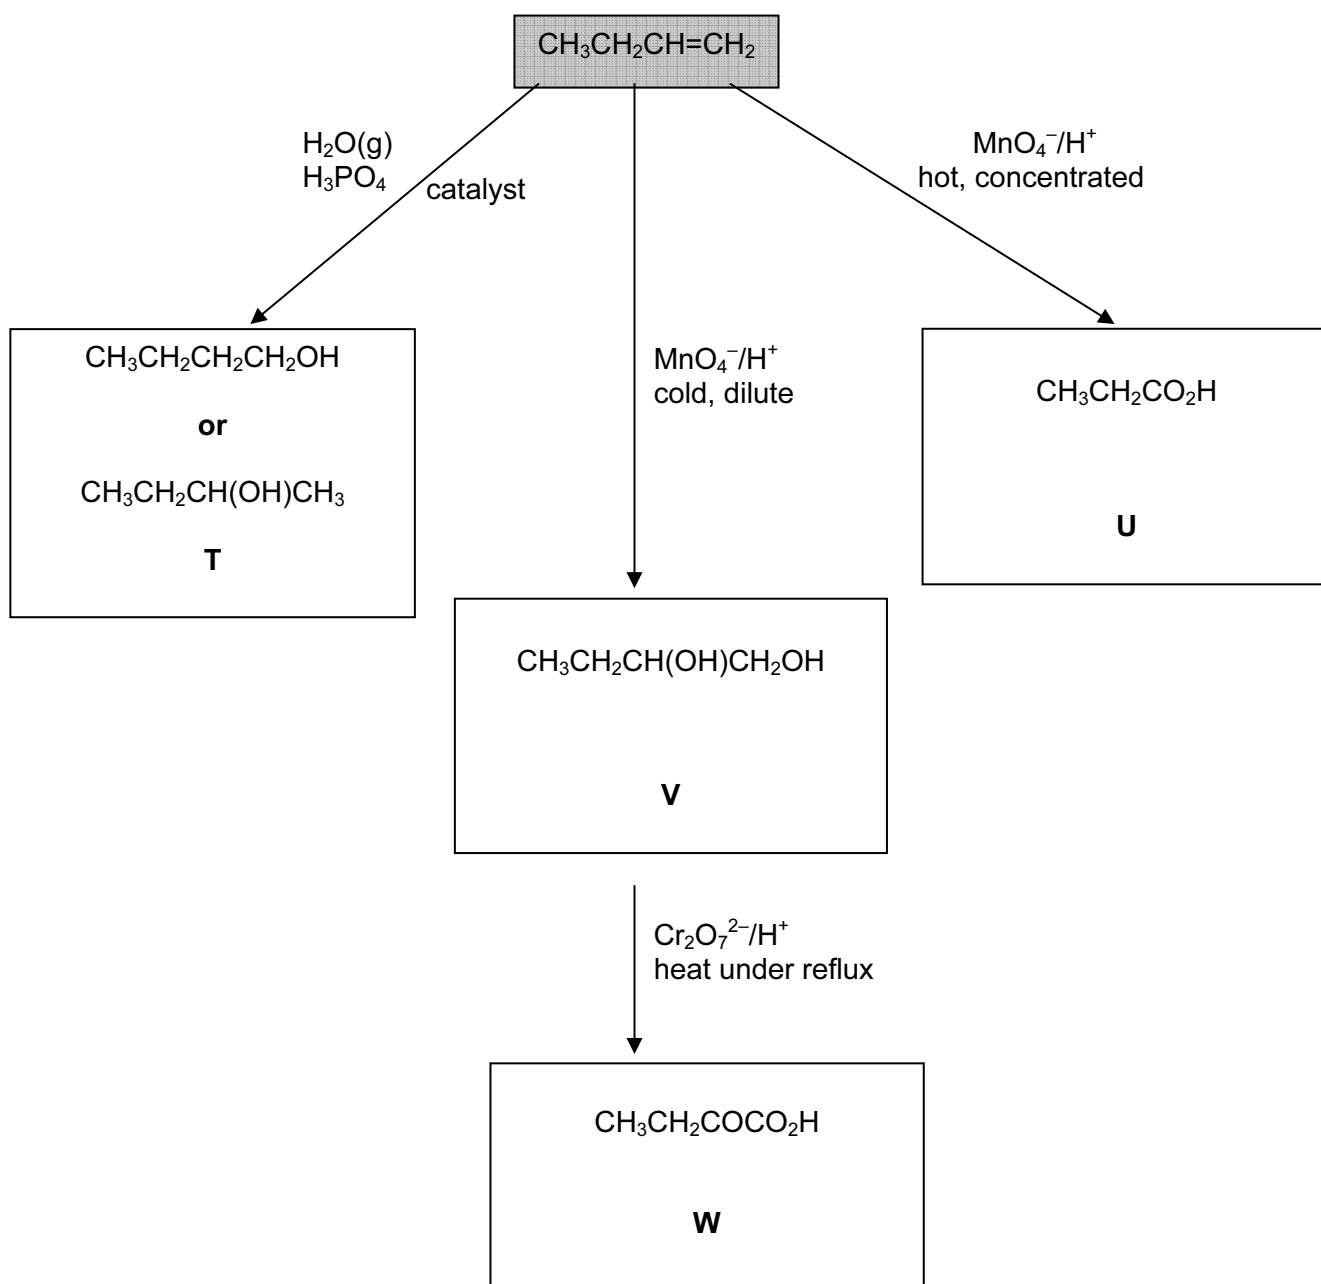 CH₃CH₂CH=CH₂
H₂O(g)
H₃PO₄
catalyst
MnO₄⁻/H⁺
hot, concentrated
CH₃CH₂CH₂CH₂OH
or
CH₃CH₂CH(OH)CH₃
T
MnO₄⁻/H⁺
cold, dilute
CH₃CH₂CO₂H
U
CH₃CH₂CH(OH)CH₂OH
V
Cr₂O₇²⁻/H⁺
heat under reflux
CH₃CH₂COCO₂H
W